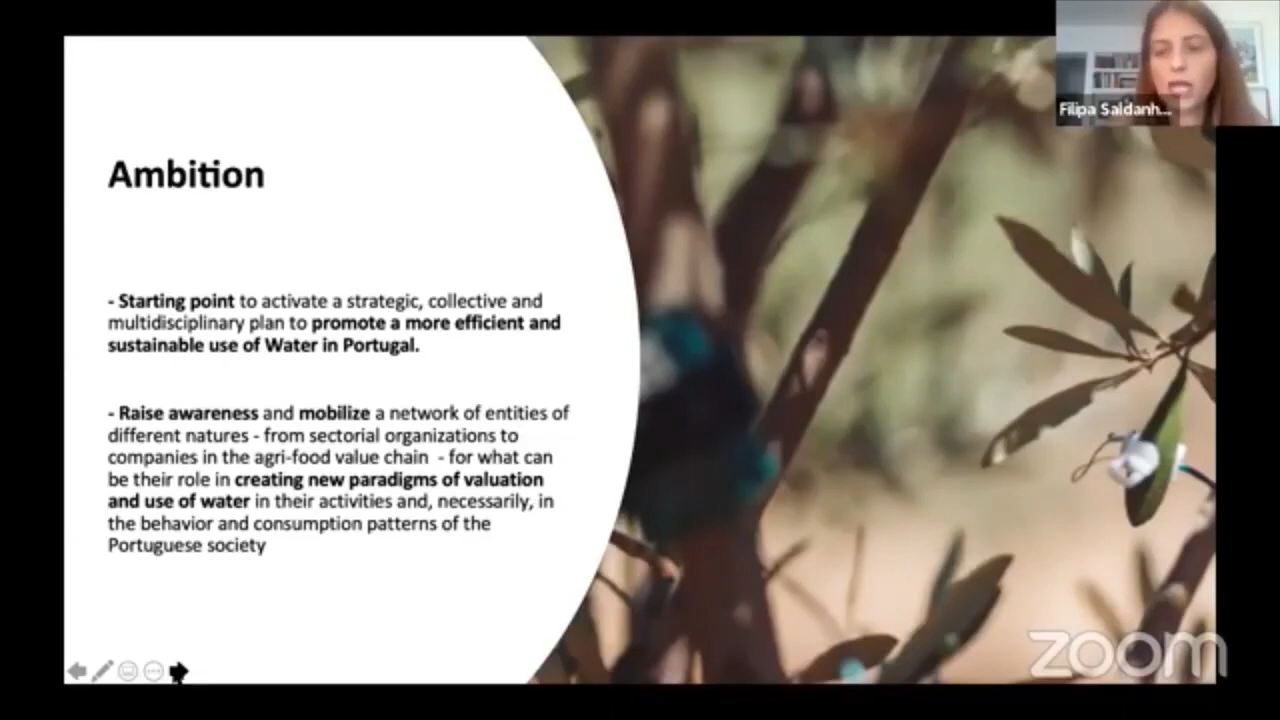 Filipa Saldanh...
Ambition
- Starting point to activate a strategic, collective and
multidisciplinary plan to promote a more efficient and
sustainable use of Water in Portugal.
- Raise awareness and mobilize a network of entities of
different natures - from sectorial organizations to
companies in the agri-food value chain - for what can
be their role in creating new paradigms of valuation
and use of water in their activities and, necessarily, in
the behavior and consumption patterns of the
Portuguese society
zoom